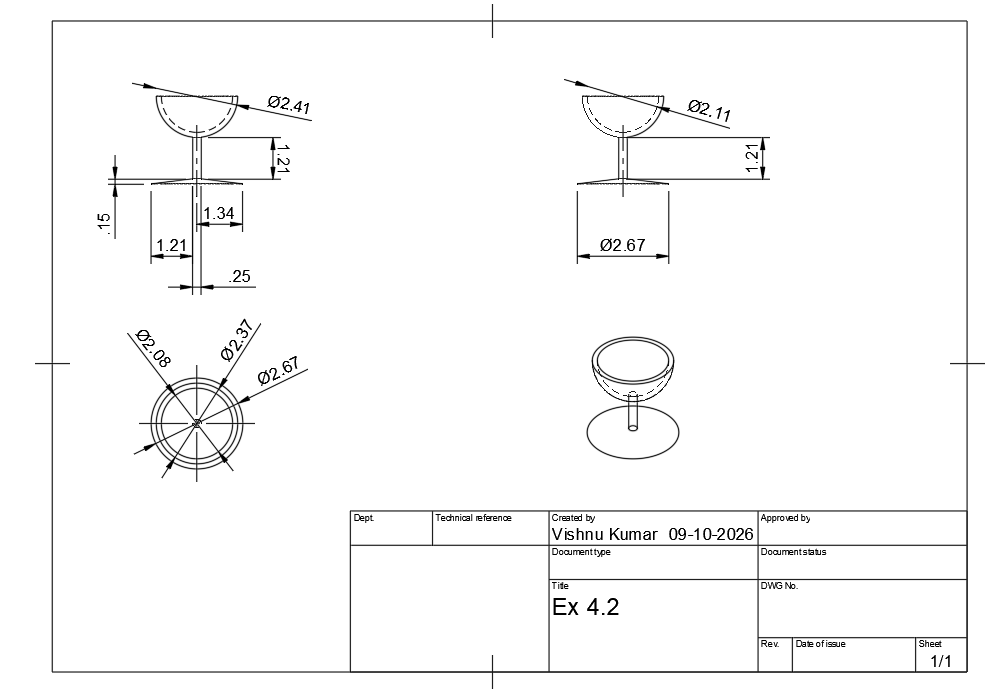 Ø2.41
1.21
.15
1.34
1.21
.25
Ø2.11
1.21
Ø2.67
Ø2.08
Ø2.37
Ø2.67
Dept.
Technical reference
Created by
Vishnu Kumar 09-10-2026
Approved by
Document type
Document status
Title
Ex 4.2
DWG No.
Rev.
Date of issue
Sheet
1/1